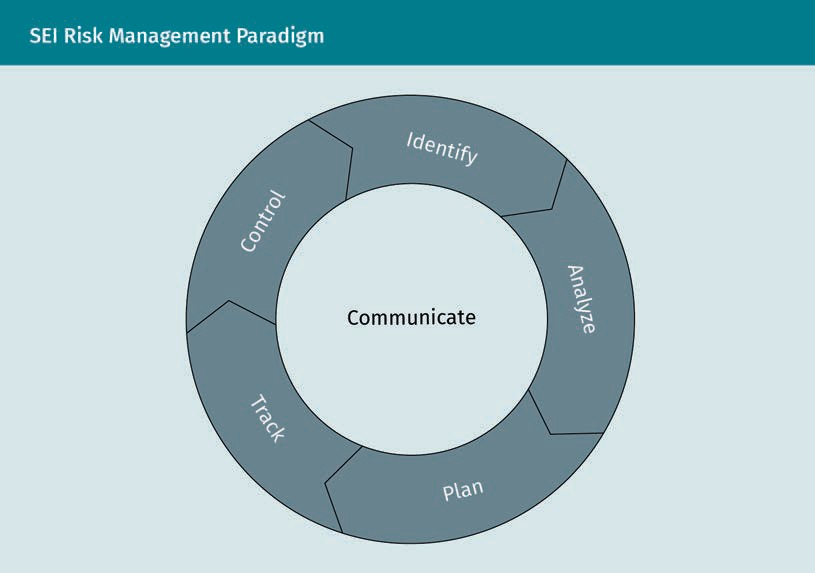 SEI Risk Management Paradigm
Identify
Analyze
Plan
Track
Control
Communicate